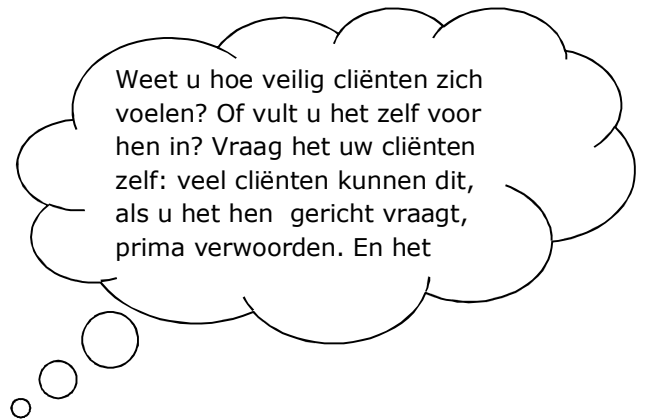 Weet u hoe veilig cliënten zich
voelen? Of vult u het zelf voor
hen in? Vraag het uw cliënten
zelf: veel cliënten kunnen dit,
als u het hen  gericht vraagt,
prima verwoorden. En het